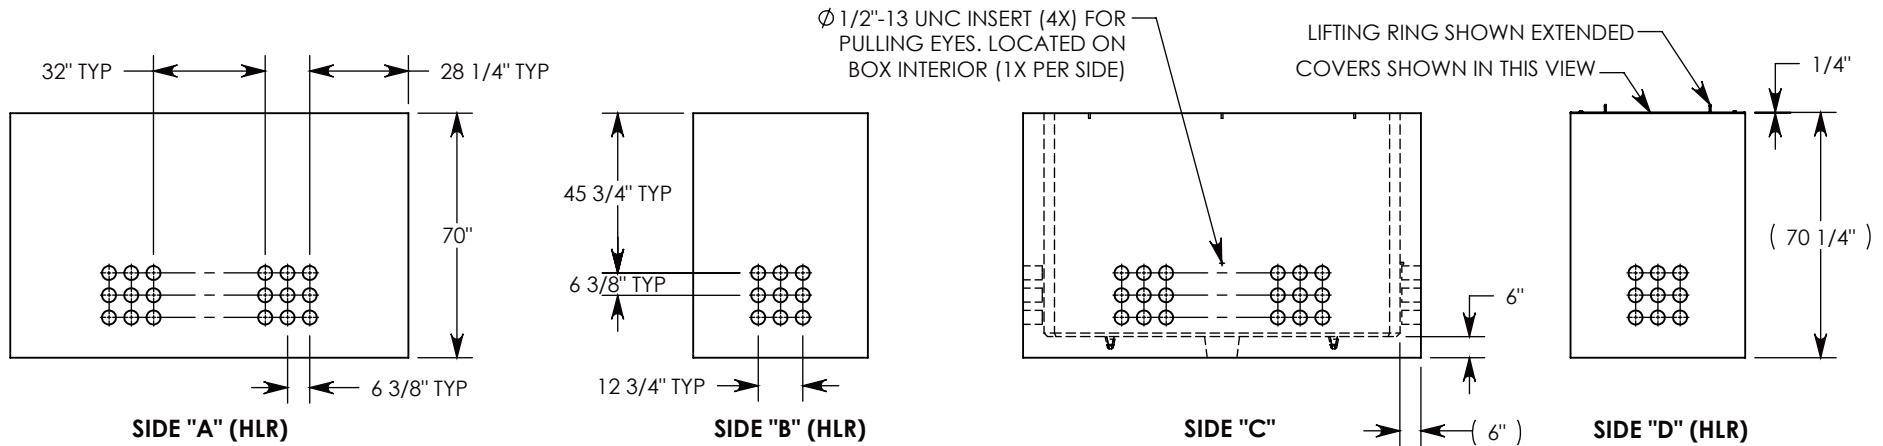 Ø 1/2"-13 UNC INSERT (4X) FOR
PULLING EYES. LOCATED ON
BOX INTERIOR (1X PER SIDE)
LIFTING RING SHOWN EXTENDED
COVERS SHOWN IN THIS VIEW
32" TYP
28 1/4" TYP
1/4"
45 3/4" TYP
70"
( 70 1/4" )
6 3/8" TYP
6"
6 3/8" TYP
12 3/4" TYP
( 6" )
SIDE "A" (HLR)
SIDE "B" (HLR)
SIDE "C"
SIDE "D" (HLR)